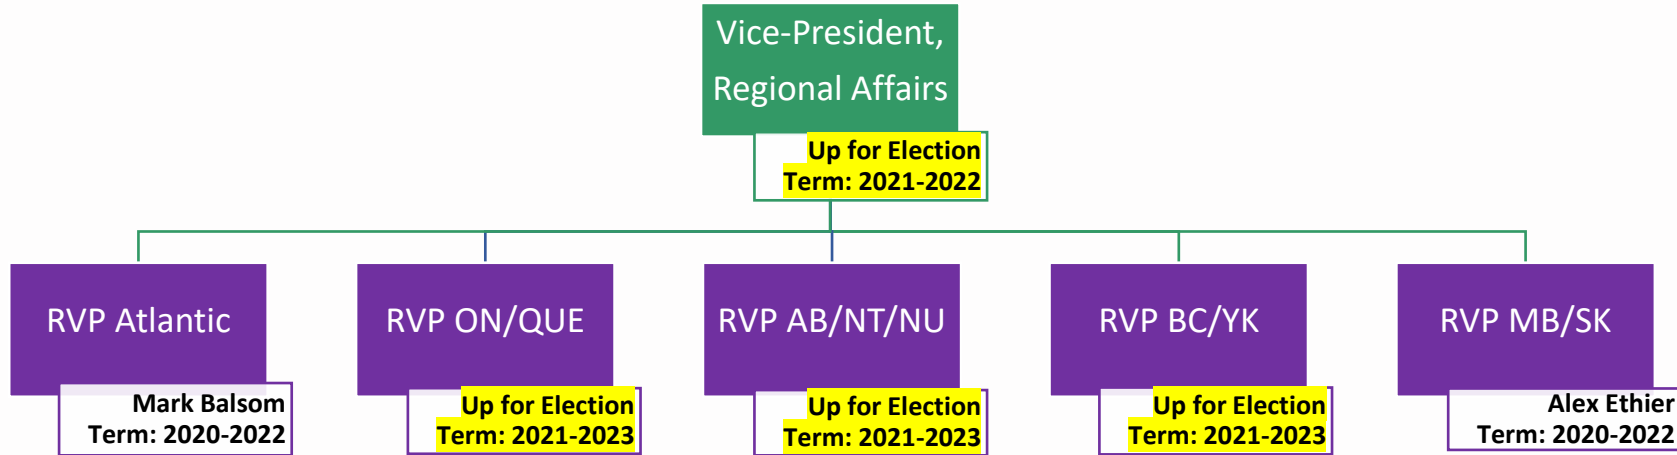 Vice-President,
Regional Affairs
Up for Election
Term: 2021-2022
RVP Atlantic
Mark Balsom
Term: 2020-2022
RVP ON/QUE
Up for Election
Term: 2021-2023
RVP AB/NT/NU
Up for Election
Term: 2021-2023
RVP BC/YK
Up for Election
Term: 2021-2023
RVP MB/SK
Alex Ethier
Term: 2020-2022